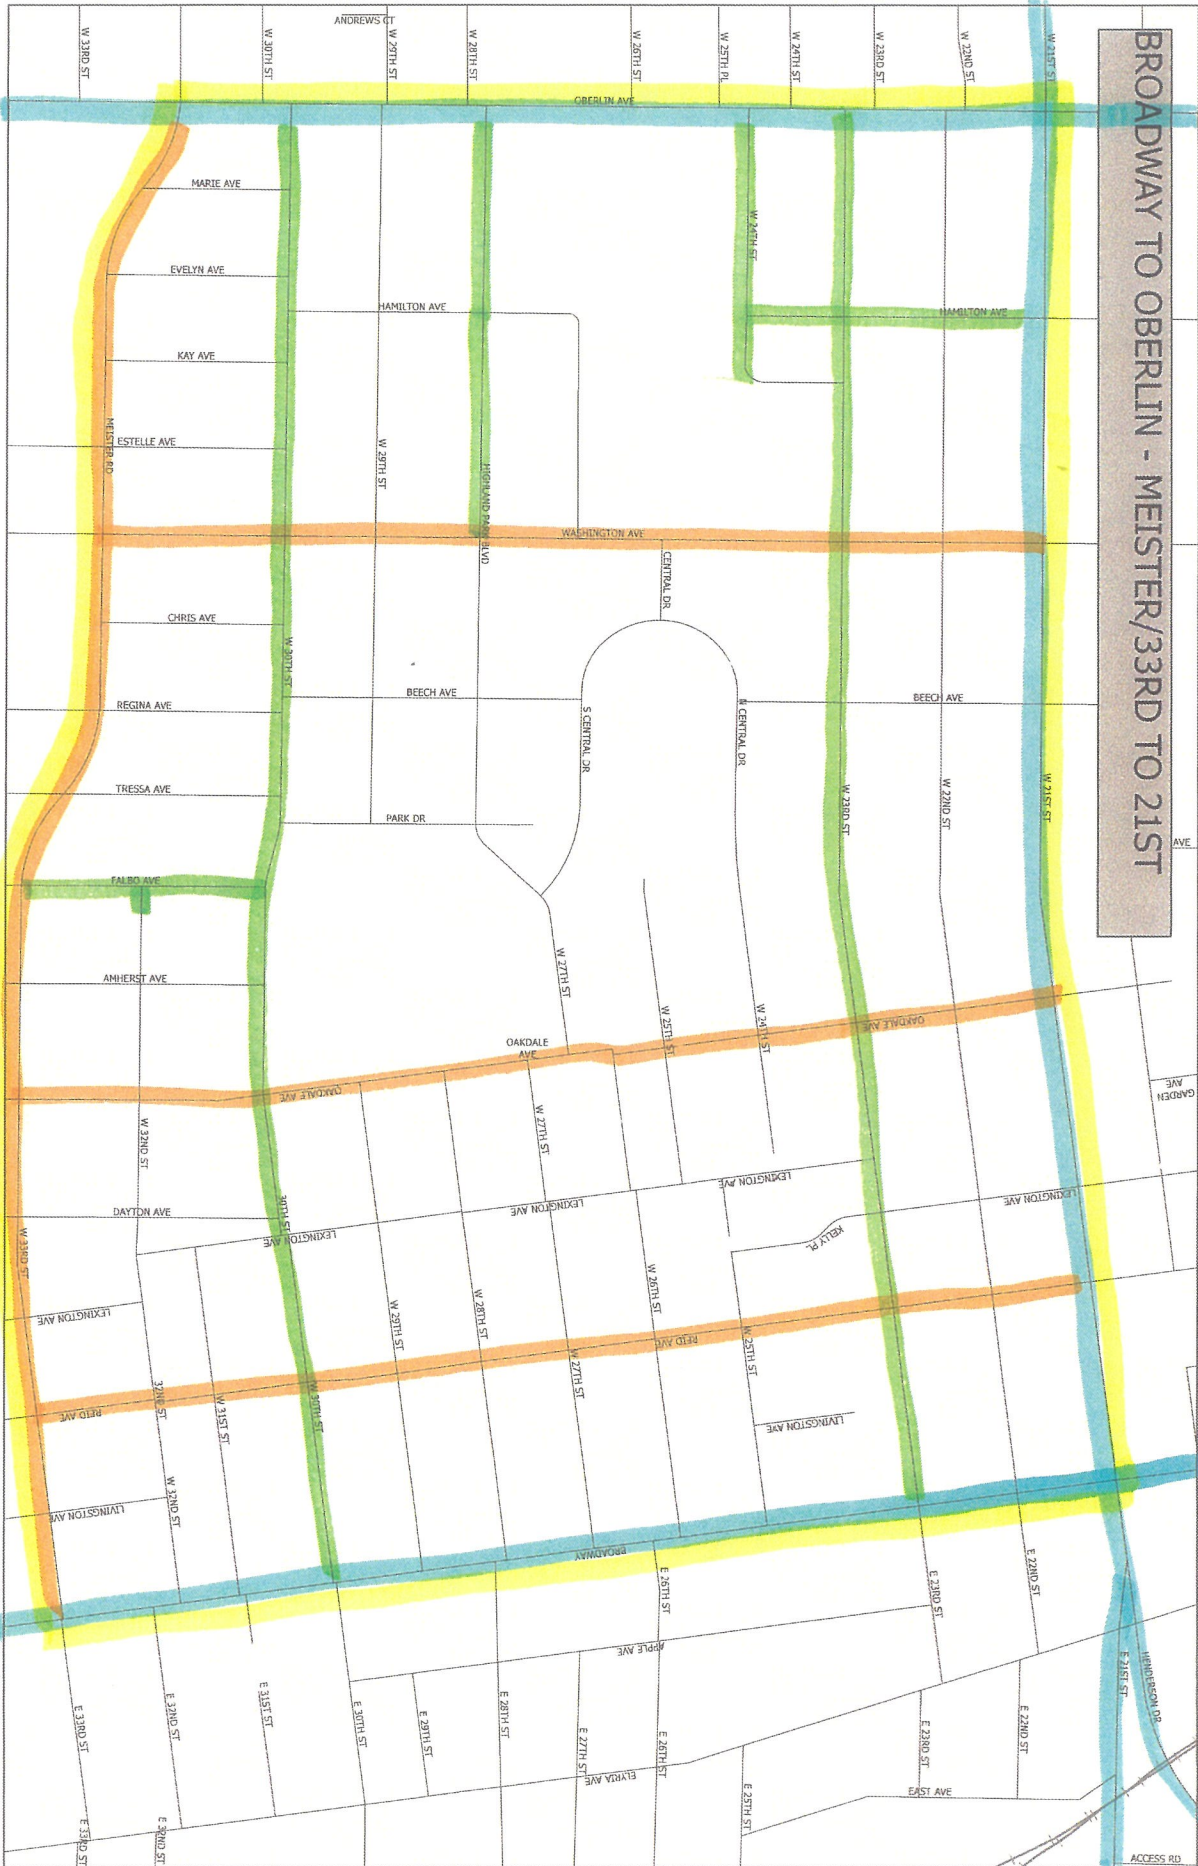 BROADWAY TO OBERLIN - MEISTER/33RD TO 21ST
ANDREWS CT
W 33RD ST
W 30TH ST
W 29TH ST
W 28TH ST
W 26TH ST
W 25TH PL
W 24TH ST
W 23RD ST
W 22ND ST
W 21ST ST
OBERLIN AVE
MARIE AVE
W 24TH ST
EVELYN AVE
HAMILTON AVE
HAMILTON AVE
KAY AVE
MEISTER RD
ESTELLE AVE
W 29TH ST
HIGHLAND PARK BLVD
WASHINGTON AVE
CENTRAL DR
CHRIS AVE
W 30TH ST
BEECH AVE
BEECH AVE
REGINA AVE
S CENTRAL DR
N CENTRAL DR
TRESSA AVE
PARK DR
W 23RD ST
W 22ND ST
W 21ST ST
AVE
FALBO AVE
AMHERST AVE
W 27TH ST
W 25TH ST
W 24TH ST
OAKDALE AVE
OAKDALE
AVE
OAKDALE AVE
GARDEN
AVE
W 32ND ST
W 27TH ST
LEXINGTON AVE
LEXINGTON AVE
LEXINGTON AVE
DAYTON AVE
30TH ST
LEXINGTON AVE
KELLY PL
W 33RD ST
LEXINGTON AVE
W 29TH ST
W 28TH ST
W 26TH ST
REID AVE
W 27TH ST
W 25TH ST
REID AVE
32ND ST
W 31ST ST
W 30TH ST
LIVINGSTON AVE
LIVINGSTON AVE
W 32ND ST
BROADWAY
E 26TH ST
E 23RD ST
E 22ND ST
APPLE AVE
E 33RD ST
E 32ND ST
E 31ST ST
E 30TH ST
E 29TH ST
E 28TH ST
E 27TH ST
E 26TH ST
E 23RD ST
E 22ND ST
E 21ST ST
HENDERSON DR
ELYRIA AVE
E 25TH ST
EAST AVE
E 33RD ST
E 32ND ST
ACCESS RD